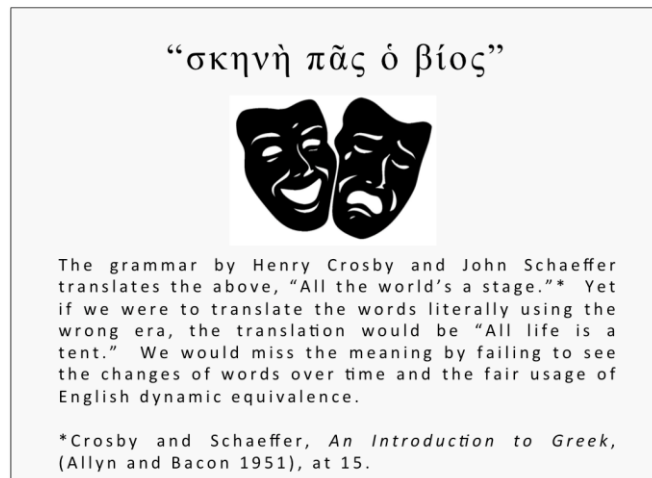 “σκηνὴ πᾶς ὁ βίος”
The grammar by Henry Crosby and John Schaeffer
translates the above, “All the world’s a stage.”* Yet
if we were to translate the words literally using the
wrong era, the translation would be “All life is a
tent.” We would miss the meaning by failing to see
the changes of words over time and the fair usage of
English dynamic equivalence.
*Crosby and Schaeffer, An Introduction to Greek,
(Allyn and Bacon 1951), at 15.